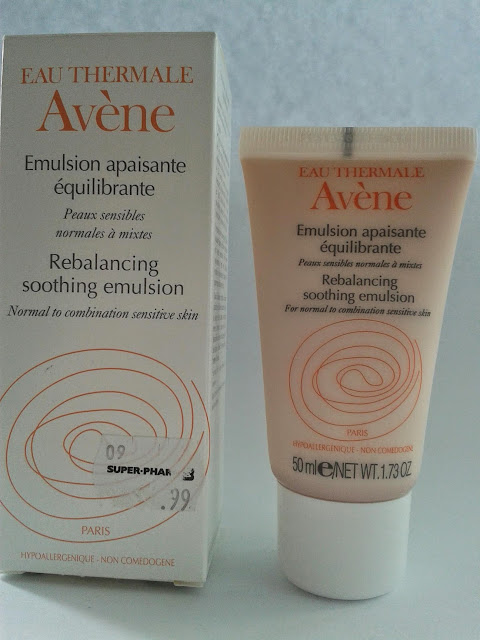 EAU THERMALE
Avène
Emulsion apaisante
équilibrante
Peaux sensibles
normales à mixtes
Rebalancing
soothing emulsion
Normal to combination sensitive skin
09
SUPER-PHAR
.99
PARIS
HYPOALLERGENIQUE - NON COMEDOGENE
EAU THERMALE
Avène
Emulsion apaisante
équilibrante
Peaux sensibles normales à mixtes
Rebalancing
soothing emulsion
For normal to combination sensitive skin
PARIS
HYPOALLERGENIQUE - NON COMEDOGENE
50 ml e/NET WT. 1.73 OZ